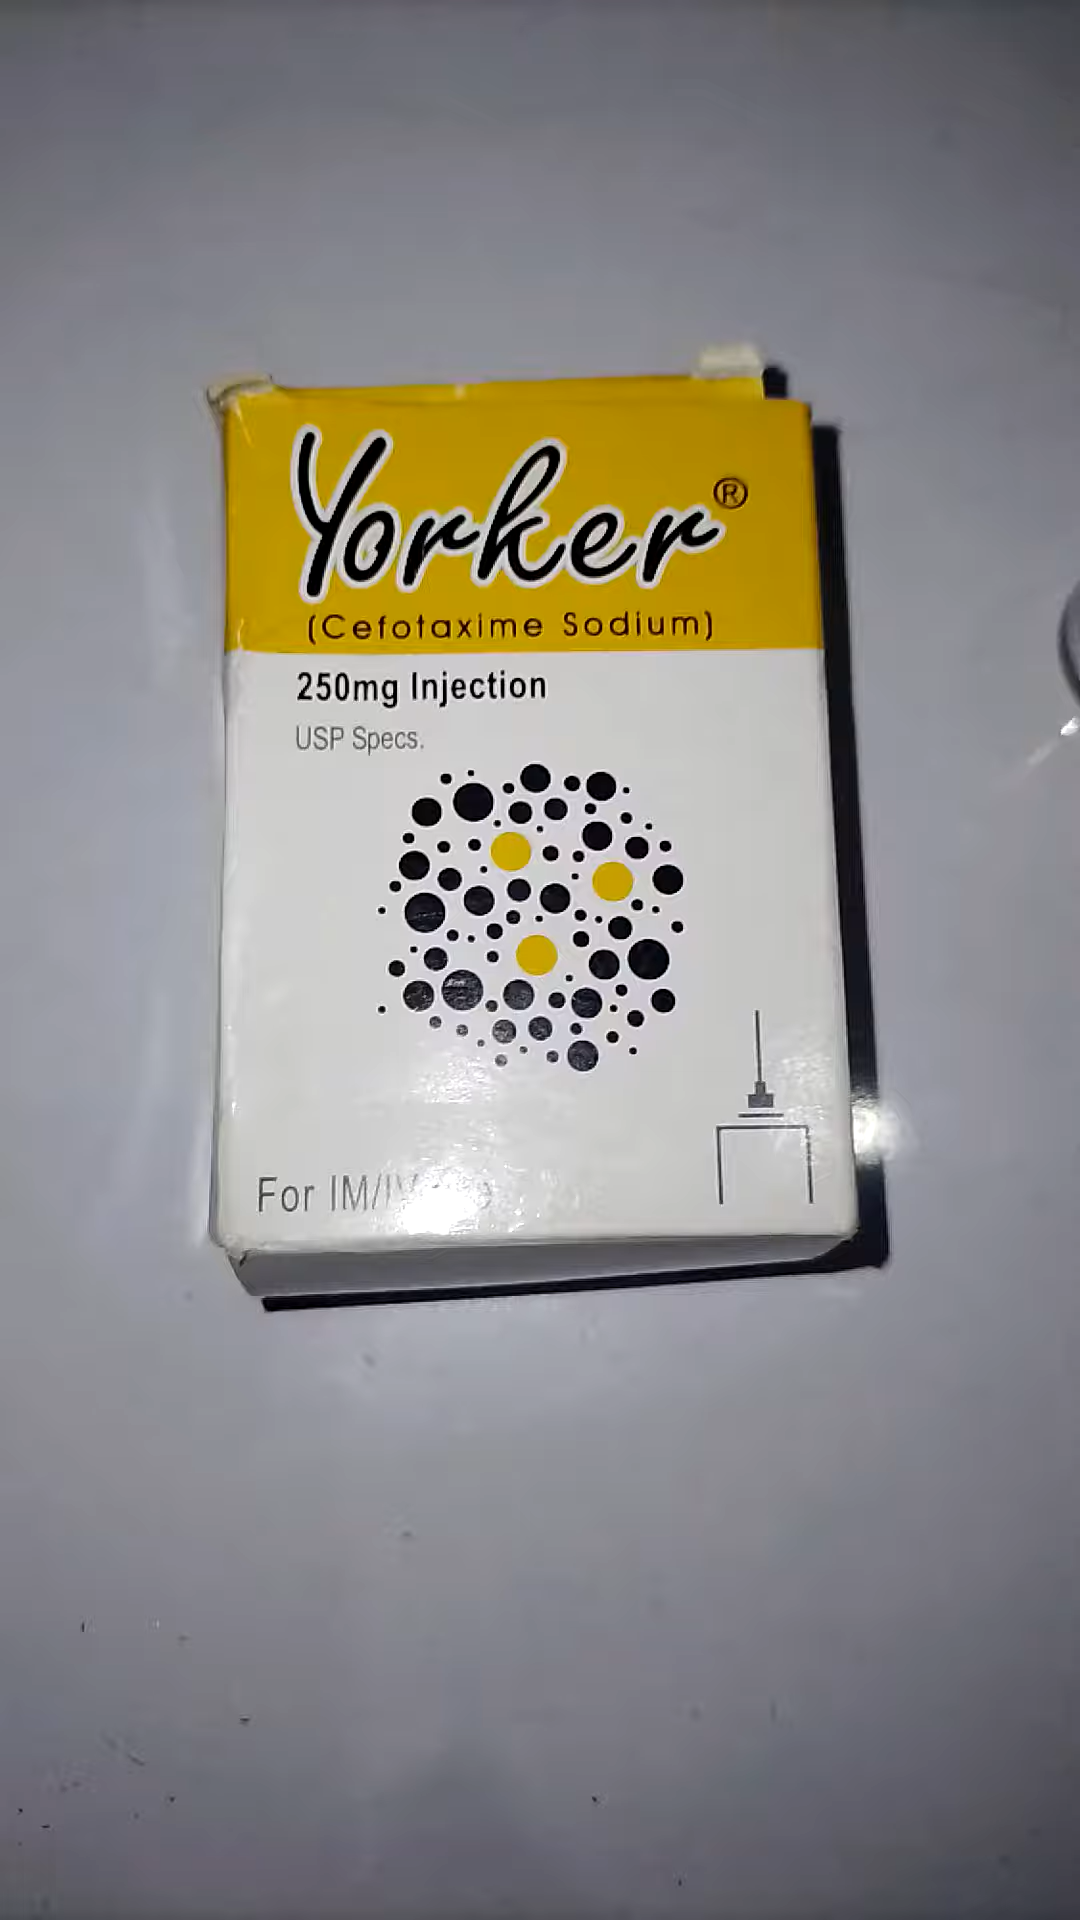 Yorker®
(Cefotaxime Sodium)
250mg Injection
USP Specs.
For IM/IV